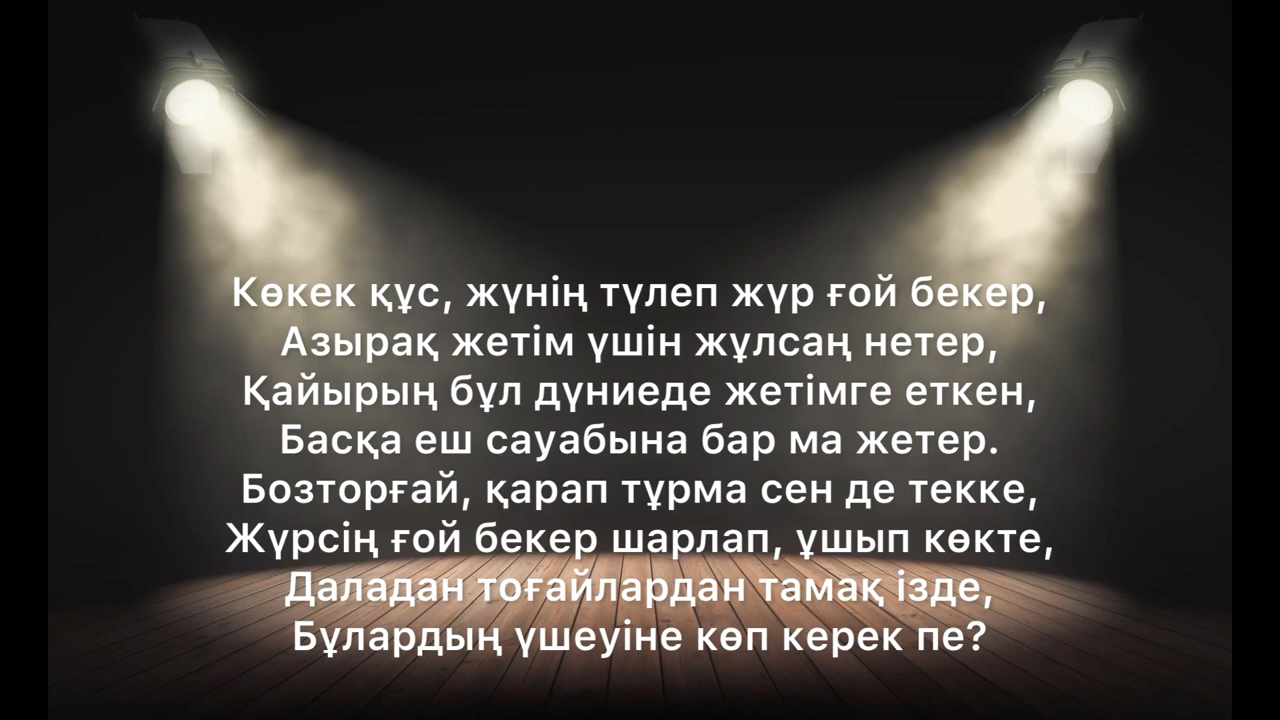 Көкек құс, жүнің түлеп жүр ғой бекер,
Азырақ жетім үшін жұлсаң нетер,
Қайырың бұл дүниеде жетімге еткен,
Басқа еш сауабына бар ма жетер.
Бозторғай, қарап тұрма сен де текке,
Жүрсің ғой бекер шарлап, ұшып көкте,
Даладан тоғайлардан тамақ ізде,
Бұлардың үшеуіне көп керек пе?